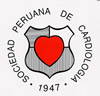 SOCIEDAD PERUANA DE CARDIOLOGIA
· 1947 ·